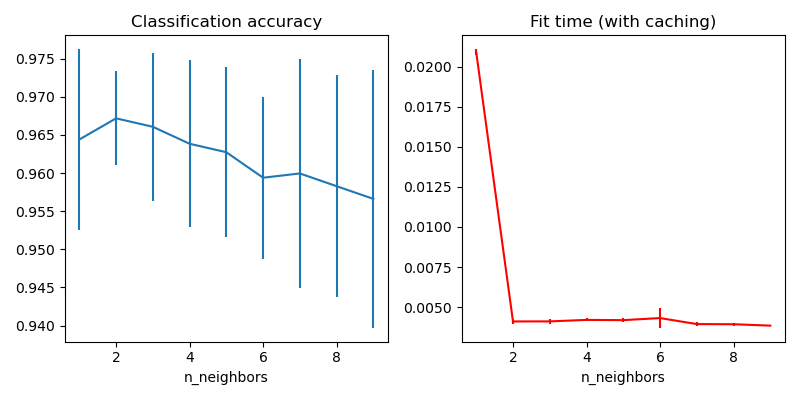 Classification accuracy
0.975
0.970
0.965
0.960
0.955
0.950
0.945
0.940
2 4 6 8
n_neighbors
Fit time (with caching)
0.0200
0.0175
0.0150
0.0125
0.0100
0.0075
0.0050
2 4 6 8
n_neighbors